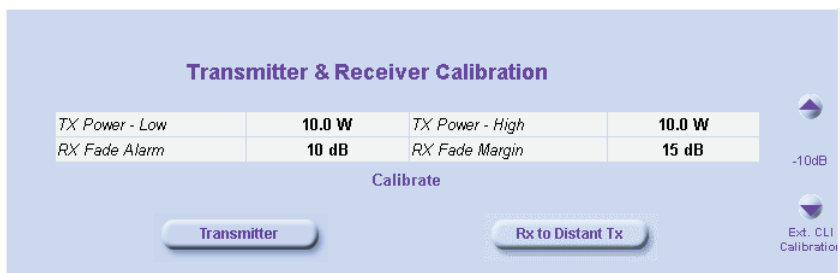 Transmitter & Receiver Calibration
TX Power - Low 10.0 W TX Power - High 10.0 W
RX Fade Alarm 10 dB RX Fade Margin 15 dB
-10dB
Calibrate
Transmitter Rx to Distant Tx
Ext. CLI
Calibration